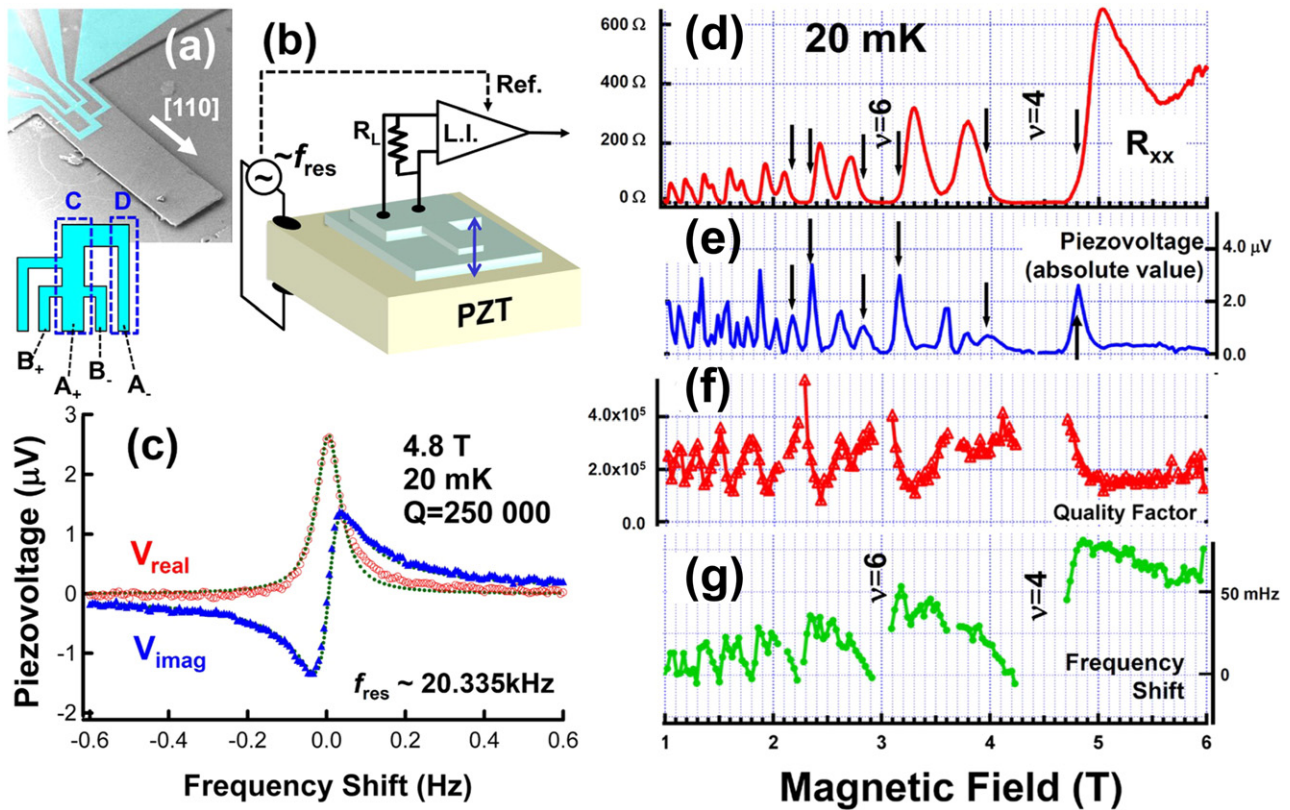 (a)
[110]
C
D
B+
A+
B-
A-
(b)
Ref.
RL
L.I.
~fres
~
PZT
(c)
3
2
1
0
-1
-2
Piezovoltage (μV)
4.8 T
20 mK
Q=250 000
Vreal
Vimag
fres ~ 20.335kHz
-0.6
-0.4
-0.2
0.0
0.2
0.4
0.6
Frequency Shift (Hz)
(d)
20 mK
600 Ω
400 Ω
200 Ω
0 Ω
ν=6
ν=4
Rxx
(e)
Piezovoltage
(absolute value)
4.0 μV
2.0
0.0
(f)
4.0x10⁵
2.0x10⁵
0.0
Quality Factor
(g)
ν=6
ν=4
50 mHz
0
Frequency
Shift
1
2
3
4
5
6
Magnetic Field (T)